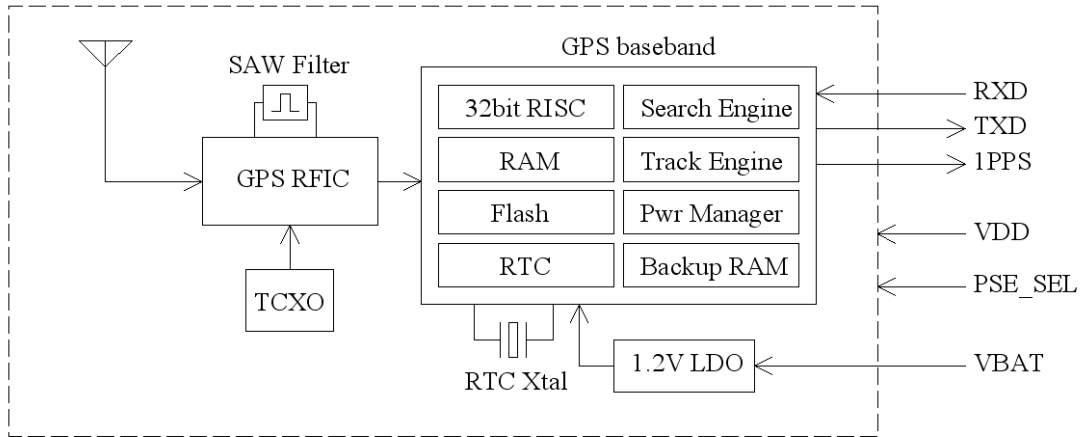 GPS baseband
SAW Filter
GPS RFIC
TCXO
32bit RISC
Search Engine
RAM
Track Engine
Flash
Pwr Manager
RTC
Backup RAM
RTC Xtal
1.2V LDO
RXD
TXD
1PPS
VDD
PSE_SEL
VBAT